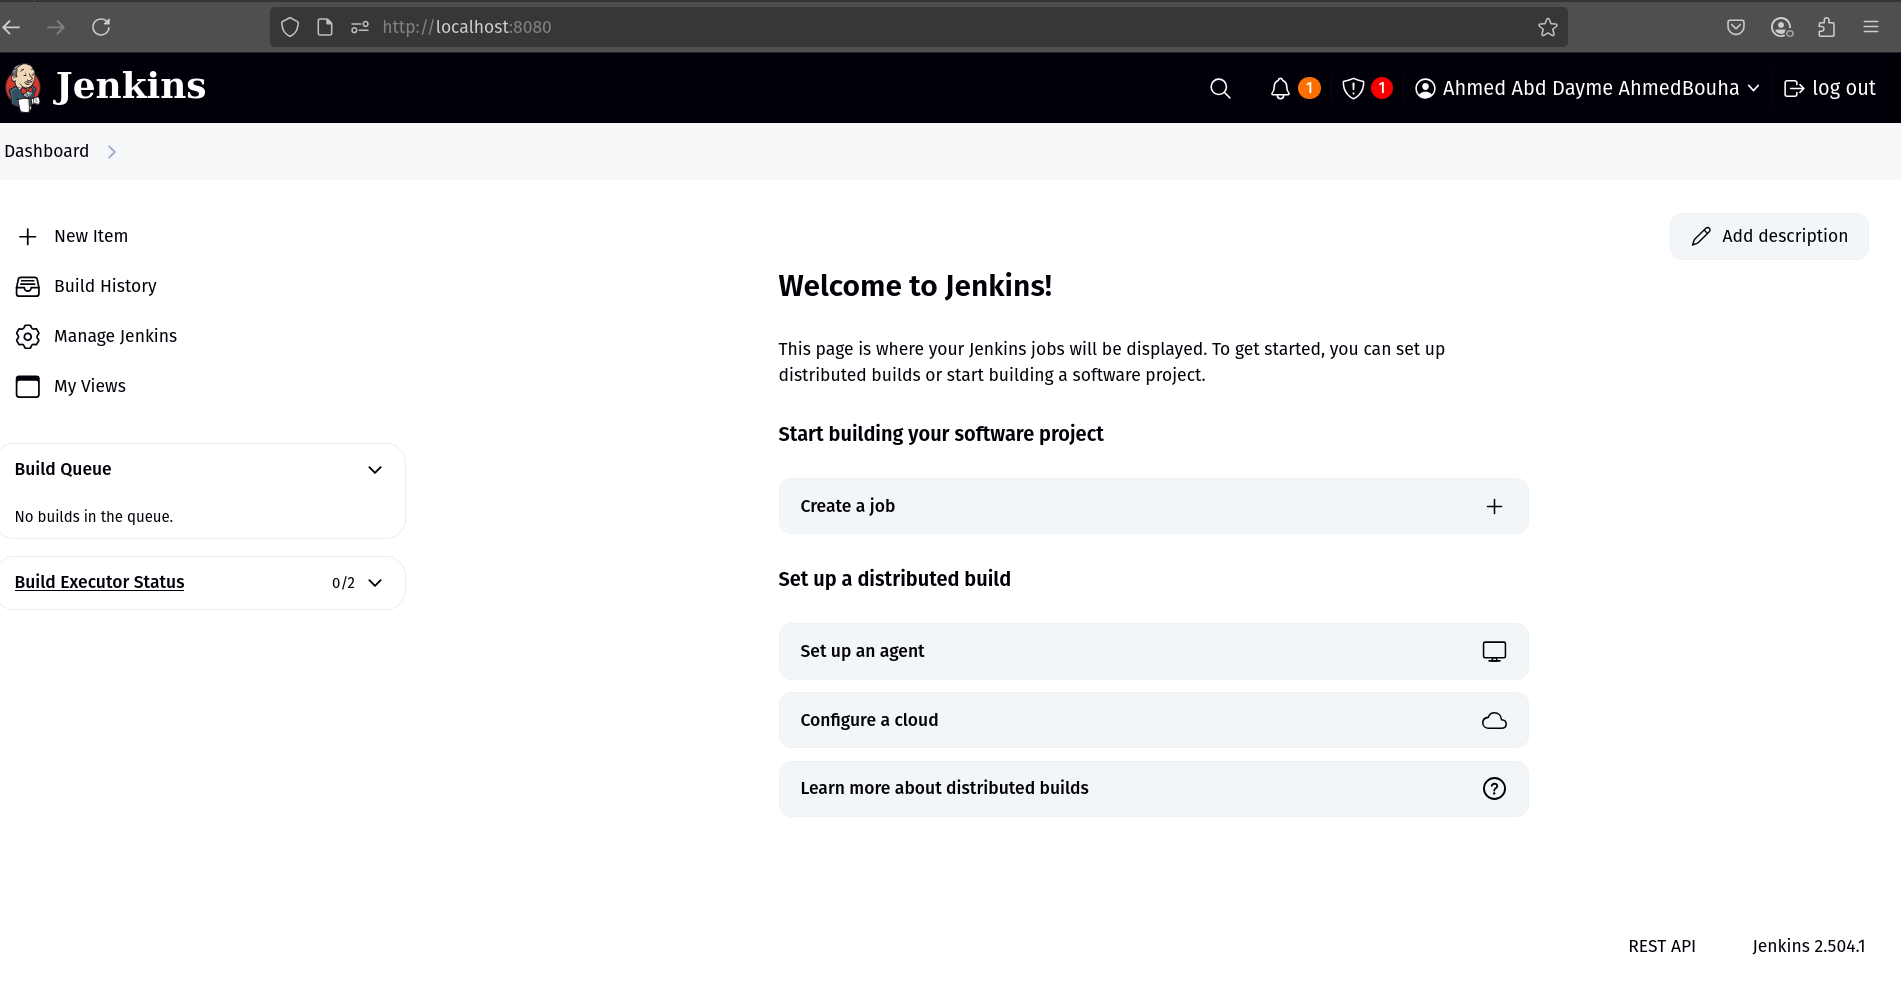 http://localhost:8080
Jenkins
1
1
Ahmed Abd Dayme AhmedBouha
log out
Dashboard
New Item
Build History
Manage Jenkins
My Views
Build Queue
No builds in the queue.
Build Executor Status
0/2
Add description
Welcome to Jenkins!
This page is where your Jenkins jobs will be displayed. To get started, you can set up
distributed builds or start building a software project.
Start building your software project
Create a job
Set up a distributed build
Set up an agent
Configure a cloud
Learn more about distributed builds
REST API
Jenkins 2.504.1